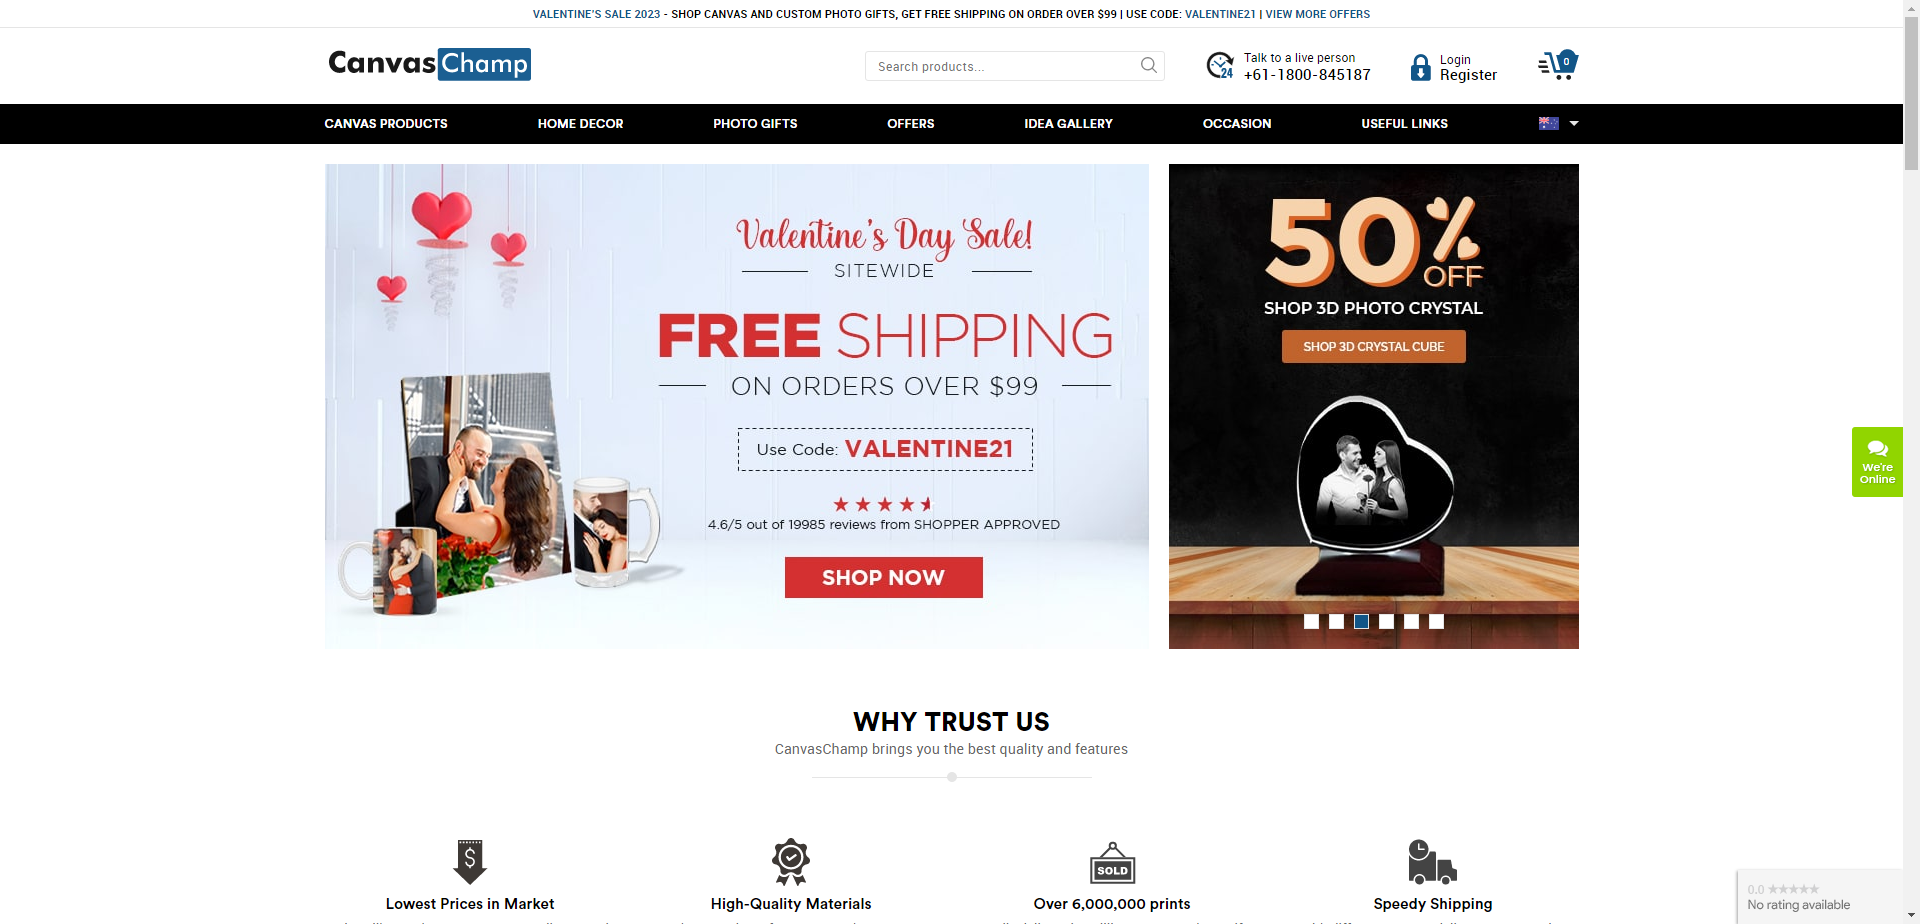 VALENTINE'S SALE 2023 - SHOP CANVAS AND CUSTOM PHOTO GIFTS, GET FREE SHIPPING ON ORDER OVER $99 | USE CODE: VALENTINE21 | VIEW MORE OFFERS
CanvasChamp
Search products...
24
Talk to a live person
+61-1800-845187
Login
Register
0
CANVAS PRODUCTS
HOME DECOR
PHOTO GIFTS
OFFERS
IDEA GALLERY
OCCASION
USEFUL LINKS
Valentine's Day Sale!
SITEWIDE
FREE SHIPPING
ON ORDERS OVER $99
Use Code: VALENTINE21
4.6/5 out of 19985 reviews from SHOPPER APPROVED
SHOP NOW
50% OFF
SHOP 3D PHOTO CRYSTAL
SHOP 3D CRYSTAL CUBE
We're
Online
WHY TRUST US
CanvasChamp brings you the best quality and features
$
SOLD
Lowest Prices in Market
High-Quality Materials
Over 6,000,000 prints
Speedy Shipping
0.0
No rating available